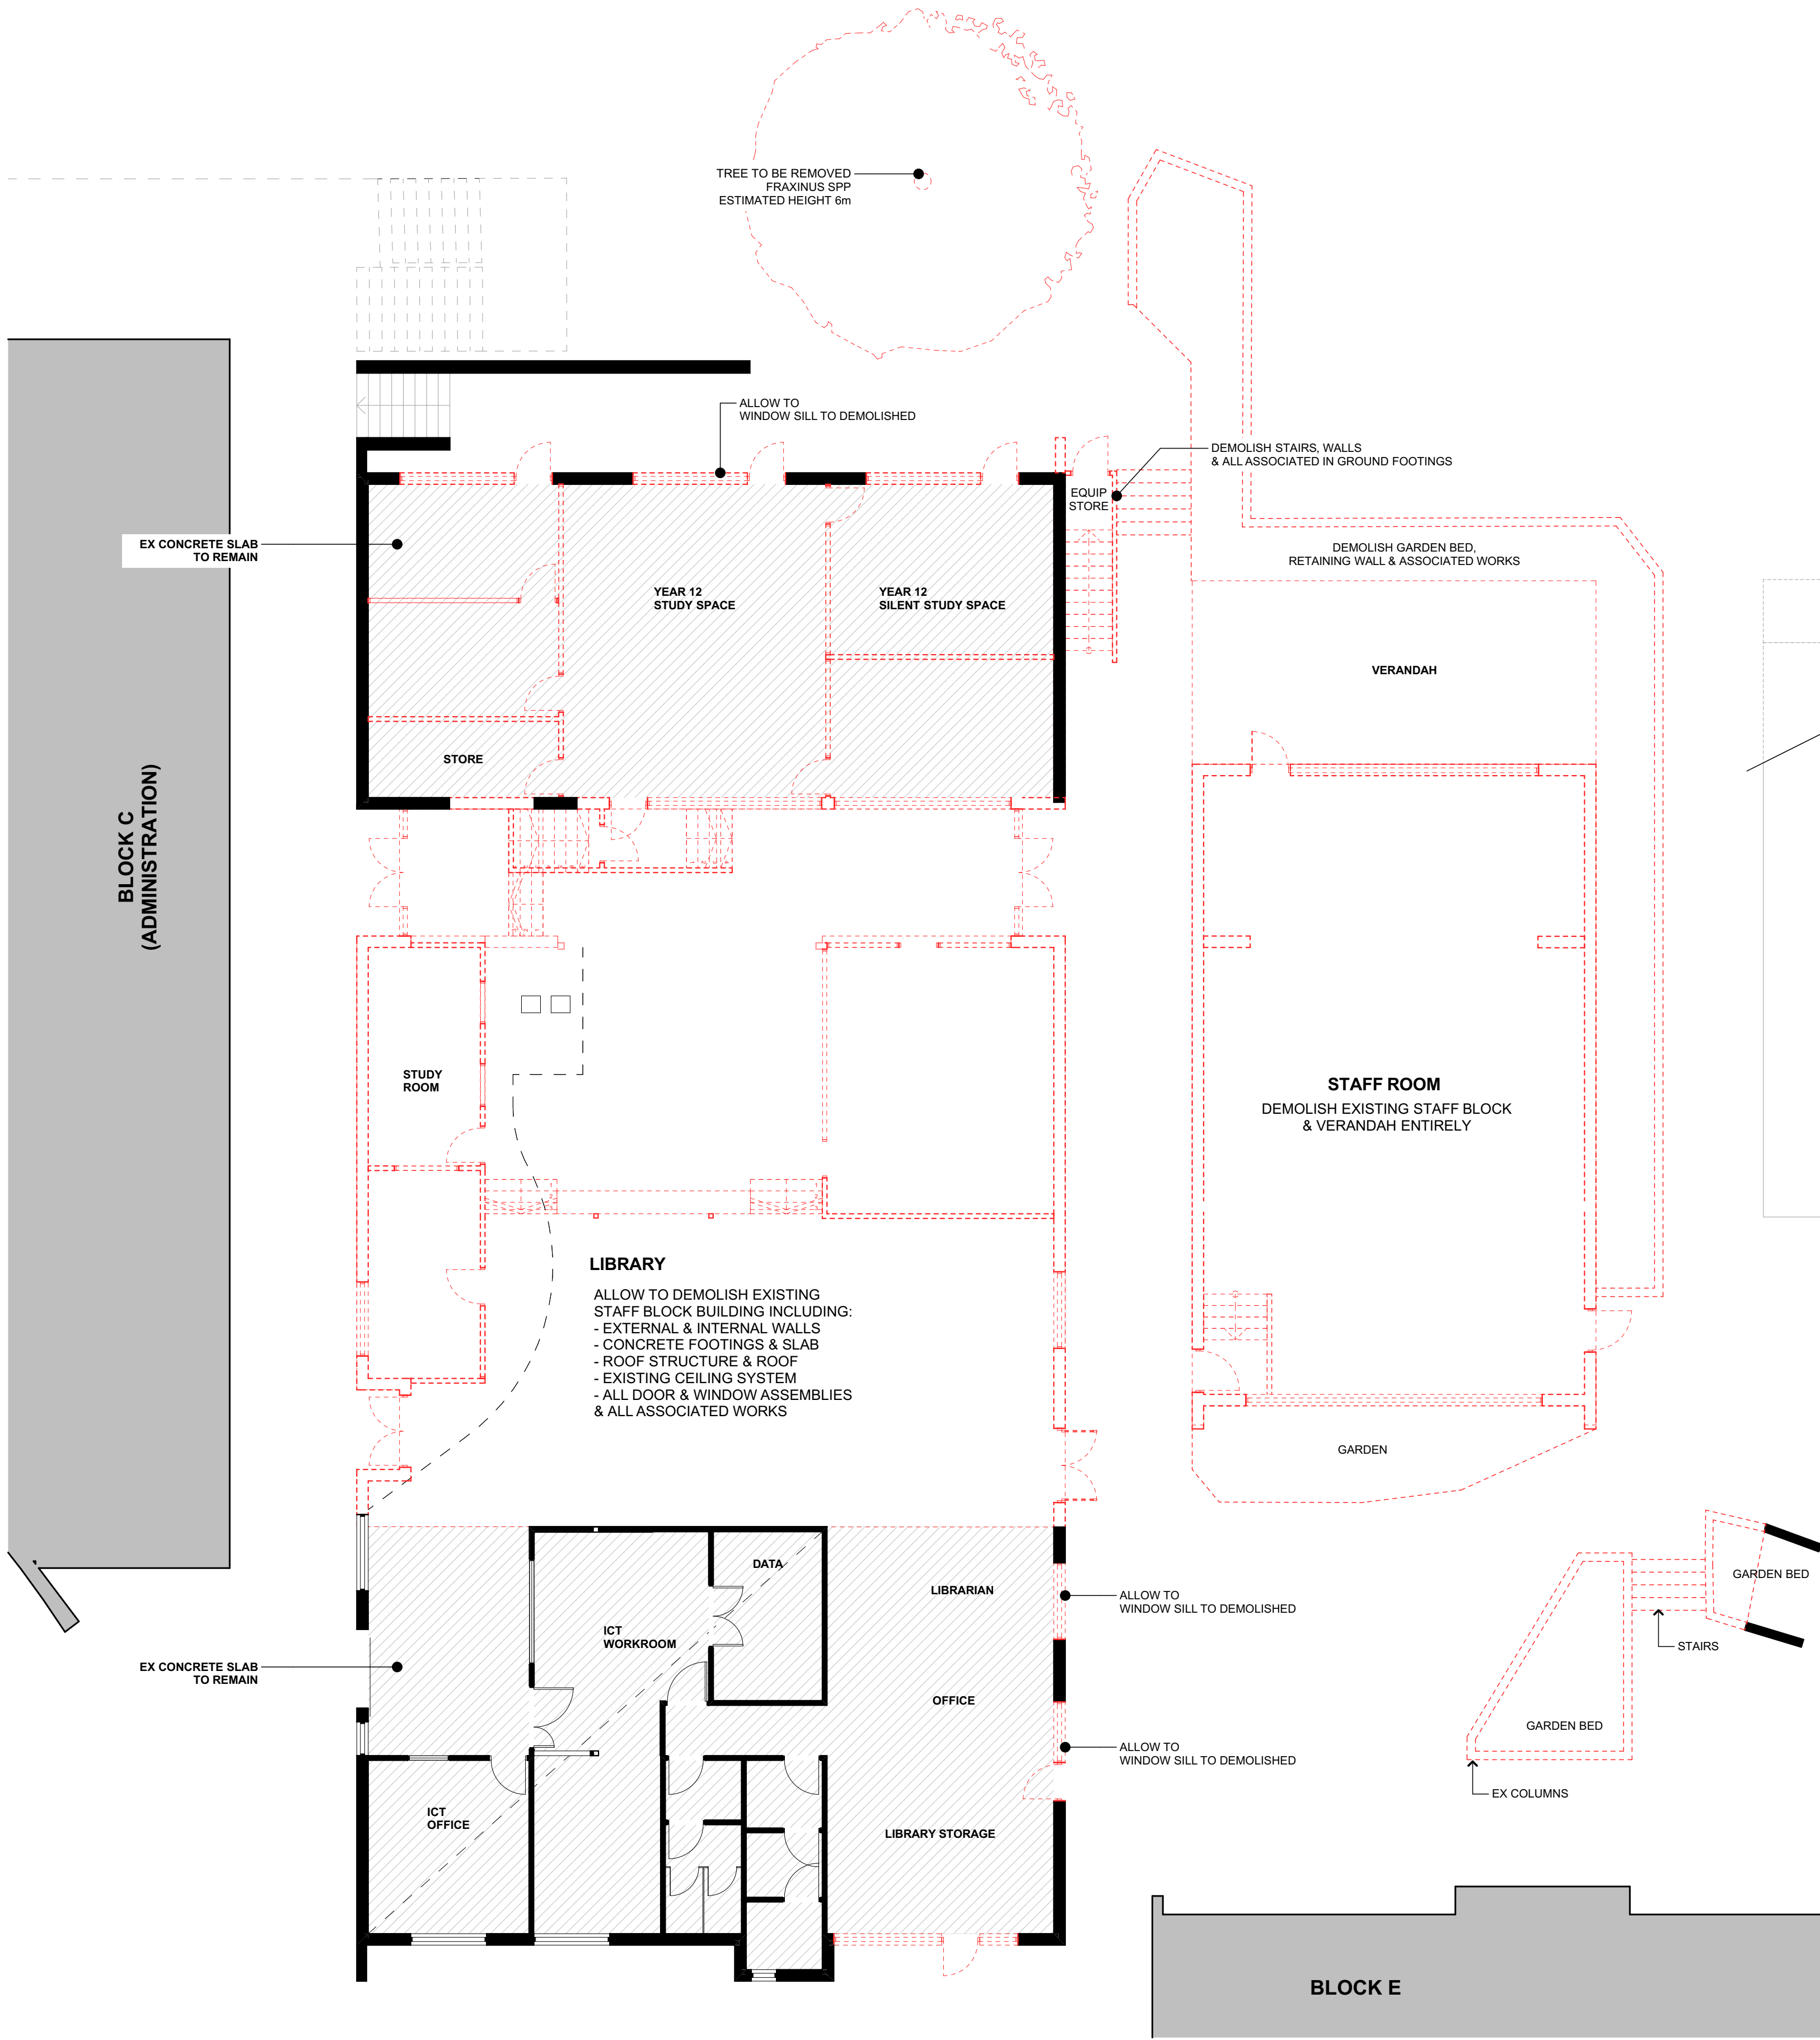 TREE TO BE REMOVED
FRAXINUS SPP
ESTIMATED HEIGHT 6m
ALLOW TO
WINDOW SILL TO DEMOLISHED
DEMOLISH STAIRS, WALLS
& ALL ASSOCIATED IN GROUND FOOTINGS
EQUIP
STORE
EX CONCRETE SLAB
TO REMAIN
DEMOLISH GARDEN BED,
RETAINING WALL & ASSOCIATED WORKS
YEAR 12
STUDY SPACE
YEAR 12
SILENT STUDY SPACE
VERANDAH
STORE
BLOCK C
(ADMINISTRATION)
STUDY
ROOM
STAFF ROOM
DEMOLISH EXISTING STAFF BLOCK
& VERANDAH ENTIRELY
LIBRARY
ALLOW TO DEMOLISH EXISTING
STAFF BLOCK BUILDING INCLUDING:
- EXTERNAL & INTERNAL WALLS
- CONCRETE FOOTINGS & SLAB
- ROOF STRUCTURE & ROOF
- EXISTING CEILING SYSTEM
- ALL DOOR & WINDOW ASSEMBLIES
& ALL ASSOCIATED WORKS
GARDEN
DATA
LIBRARIAN
ALLOW TO
WINDOW SILL TO DEMOLISHED
GARDEN BED
ICT
WORKROOM
STAIRS
EX CONCRETE SLAB
TO REMAIN
OFFICE
GARDEN BED
ALLOW TO
WINDOW SILL TO DEMOLISHED
EX COLUMNS
ICT
OFFICE
LIBRARY STORAGE
BLOCK E